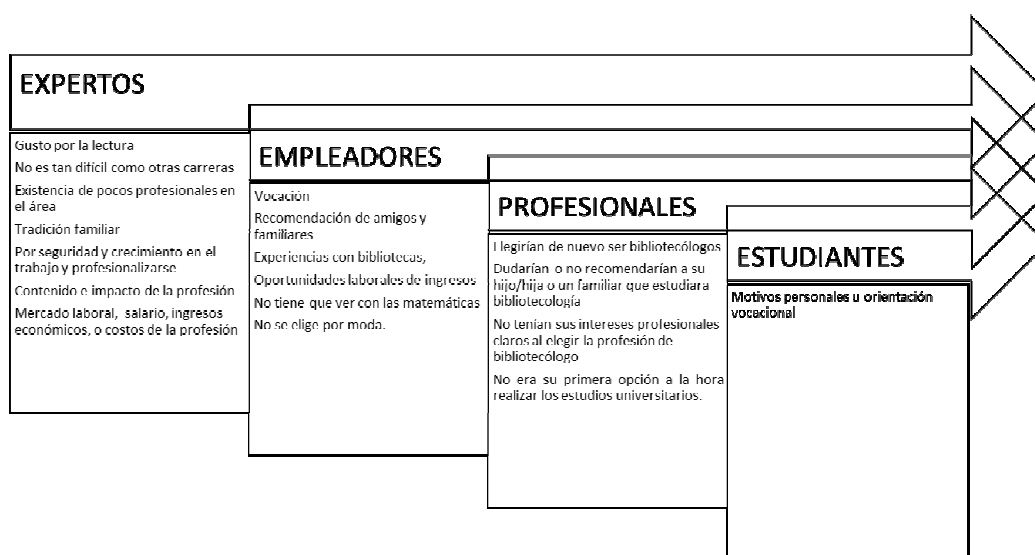 EXPERTOS
Gusto por la lectura
No es tan difícil como otras carreras
Existencia de pocos profesionales en
el área
Tradición familiar
Por seguridad y crecimiento en el
trabajo y profesionalizarse
Contenido e impacto de la profesión
Mercado laboral, salario, ingresos
económicos, o costos de la profesión
EMPLEADORES
Vocación
Recomendación de amigos y
familiares
Experiencias con bibliotecas,
Oportunidades laborales de ingresos
No tiene que ver con las matemáticas
No se elige por moda.
PROFESIONALES
Elegirían de nuevo ser bibliotecólogos
Dudarían o no recomendarían a su
hijo/hija o un familiar que estudiara
bibliotecología
No tenían sus intereses profesionales
claros al elegir la profesión de
bibliotecólogo
No era su primera opción a la hora
realizar los estudios universitarios.
ESTUDIANTES
Motivos personales u orientación
vocacional